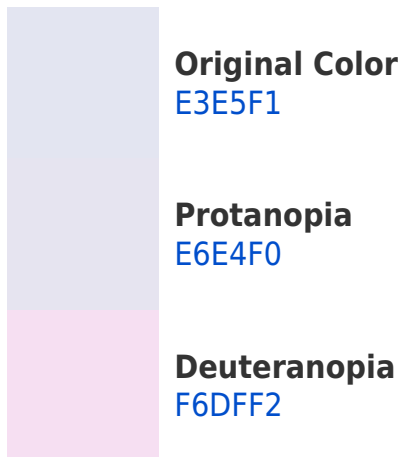 Original Color
E3E5F1
Protanopia
E6E4F0
Deuteranopia
F6DFF2